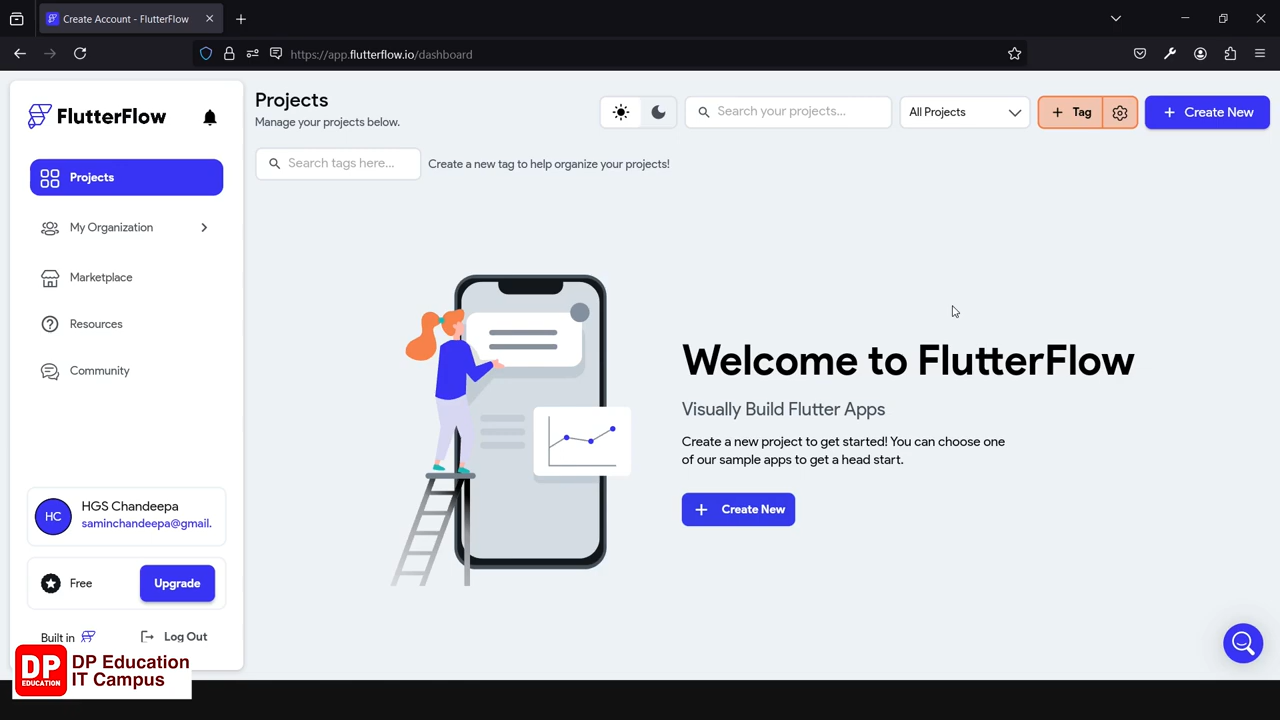 Create Account - FlutterFlow
https://app.flutterflow.io/dashboard
FlutterFlow
Projects
My Organization
Marketplace
Resources
Community
HC
HGS Chandeepa
saminchandeepa@gmail.
Free
Upgrade
Built in
Log Out
Projects
Manage your projects below.
Search your projects...
All Projects
+ Tag
+ Create New
Search tags here...
Create a new tag to help organize your projects!
Welcome to FlutterFlow
Visually Build Flutter Apps
Create a new project to get started! You can choose one
of our sample apps to get a head start.
+ Create New
DP
EDUCATION
DP Education
IT Campus